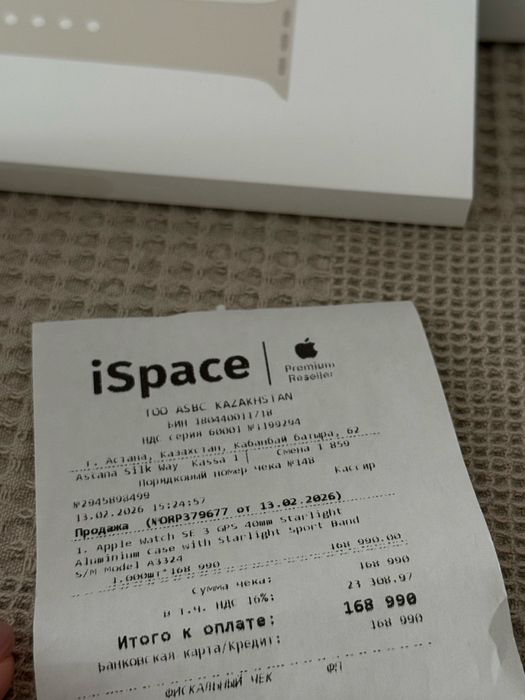 iSpace
Premium
Reseller
ТОО ASBC KAZAKHSTAN
БИН 180440011718
НДС серия 60001 №1199294
г. Астана, Казахстан, Кабанбай батыра, 62
Astana Silk Way Касса 1 | Смена 1 859
Порядковый номер чека №148
№2945898499 Кассир
13.02.2026 15:24:57
Продажа (№ORP379677 от 13.02.2026)
1. Apple Watch SE 3 GPS 40mm Starlight
Aluminium Case with Starlight Sport Band
S/M Model A3324
1.000шт*168 990 168 990.00
Сумма чека: 168 990
в т.ч. НДС 16%: 23 308.97
Итого к оплате: 168 990
Банковская карта/Кредит: 168 990
ФИСКАЛЬНЫЙ ЧЕК ФП